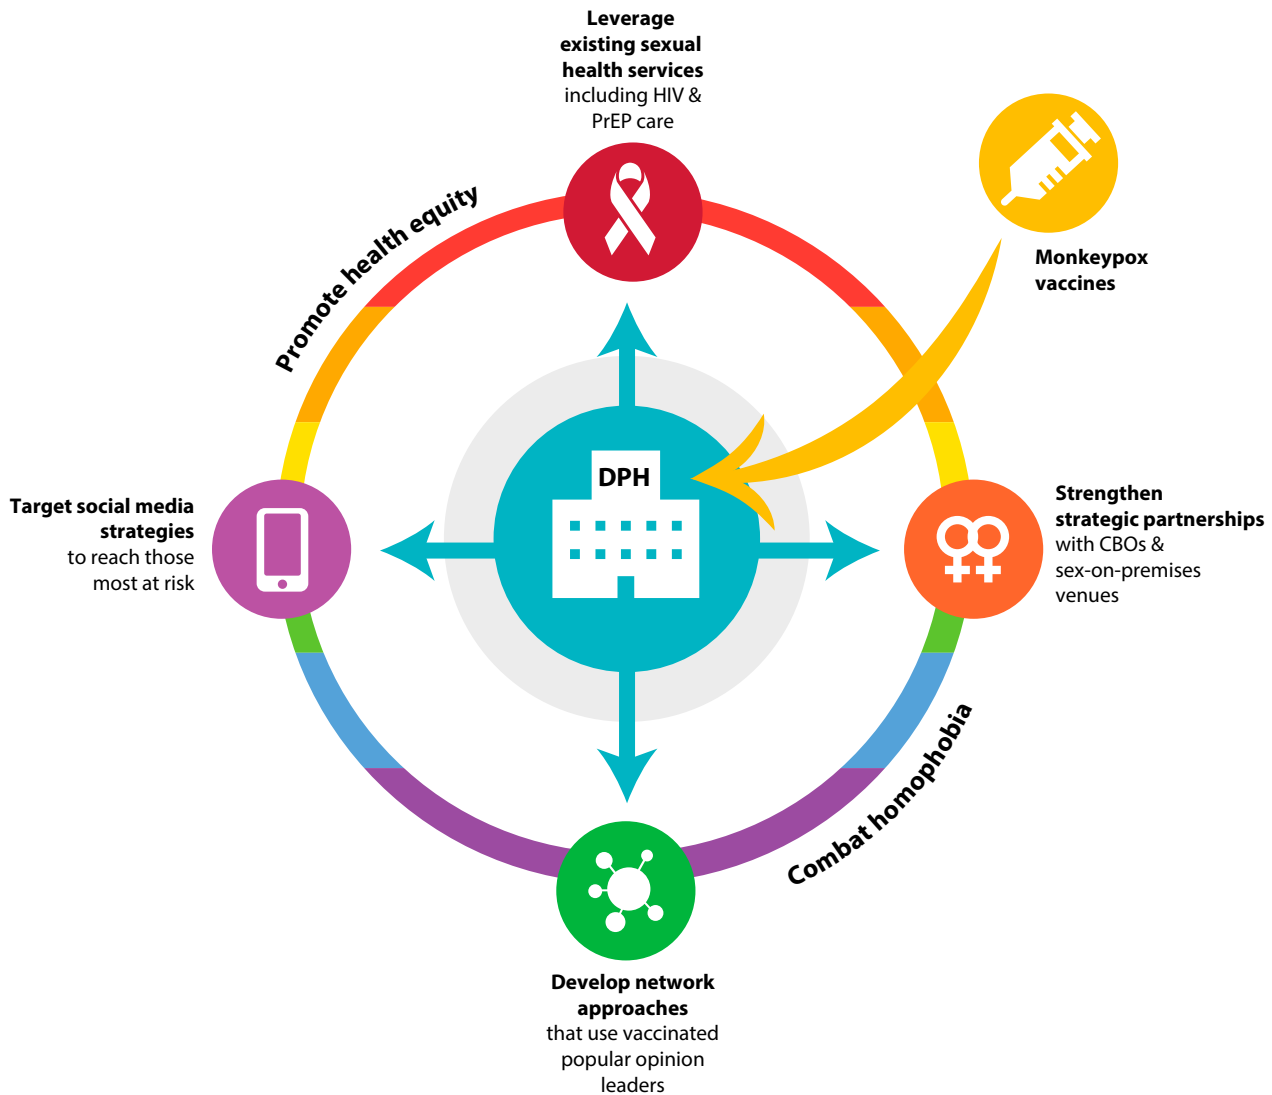 Leverage
existing sexual
health services
including HIV &
PrEP care
Promote health equity
Monkeypox
vaccines
DPH
Target social media
strategies
to reach those
most at risk
Strengthen
strategic partnerships
with CBOs &
sex-on-premises
venues
Combat homophobia
Develop network
approaches
that use vaccinated
popular opinion
leaders